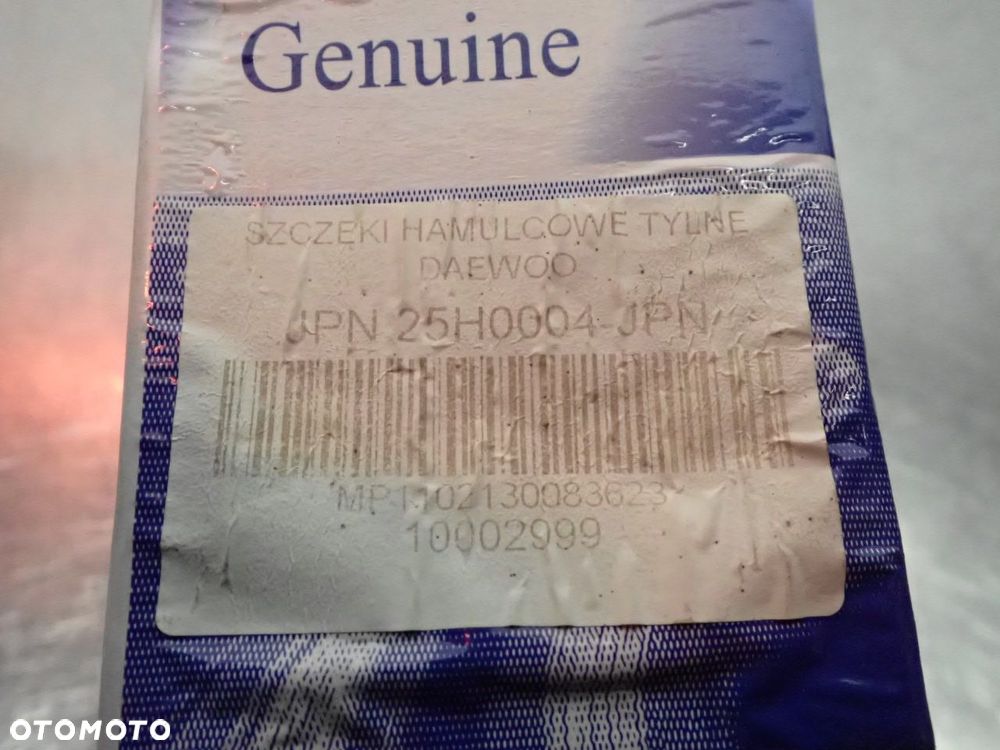 Genuine
SZCZEKI HAMULCOWE TYLNE
DAEWOO
JPN 25H0004-JPN
MP1102130083623
10002999
OTOMOTO